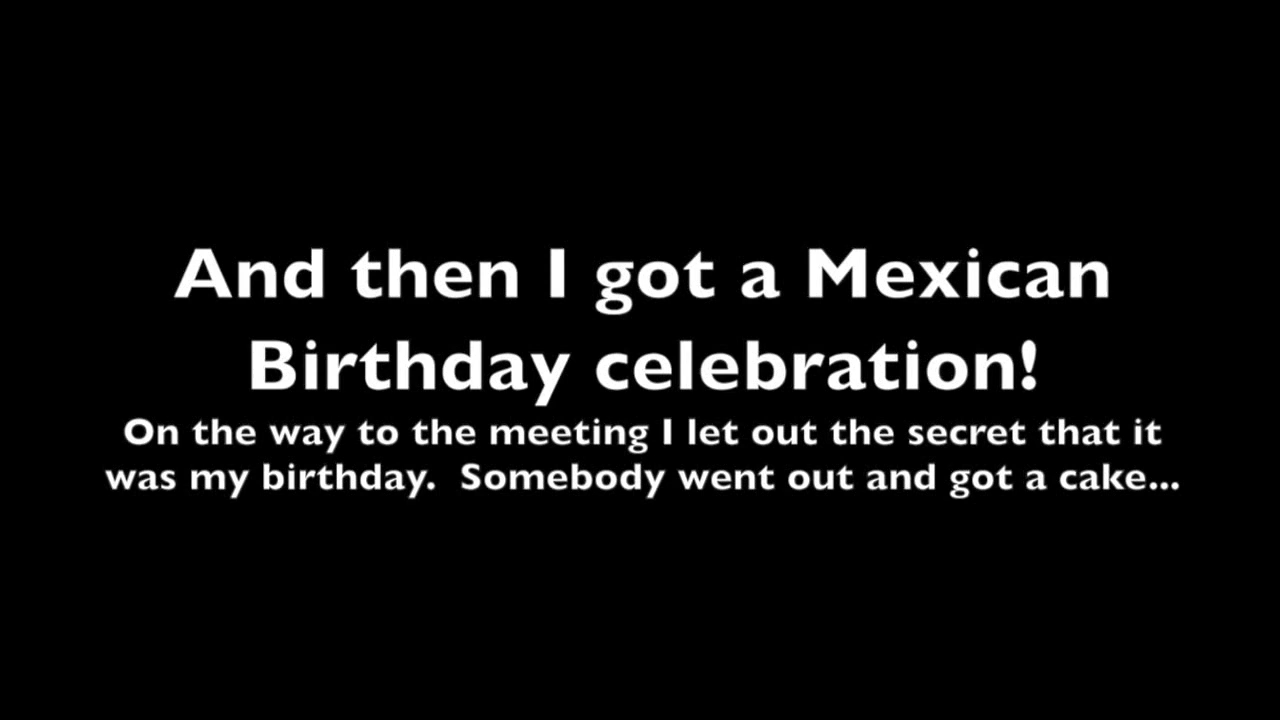 And then I got a Mexican
Birthday celebration!
On the way to the meeting I let out the secret that it
was my birthday.  Somebody went out and got a cake...